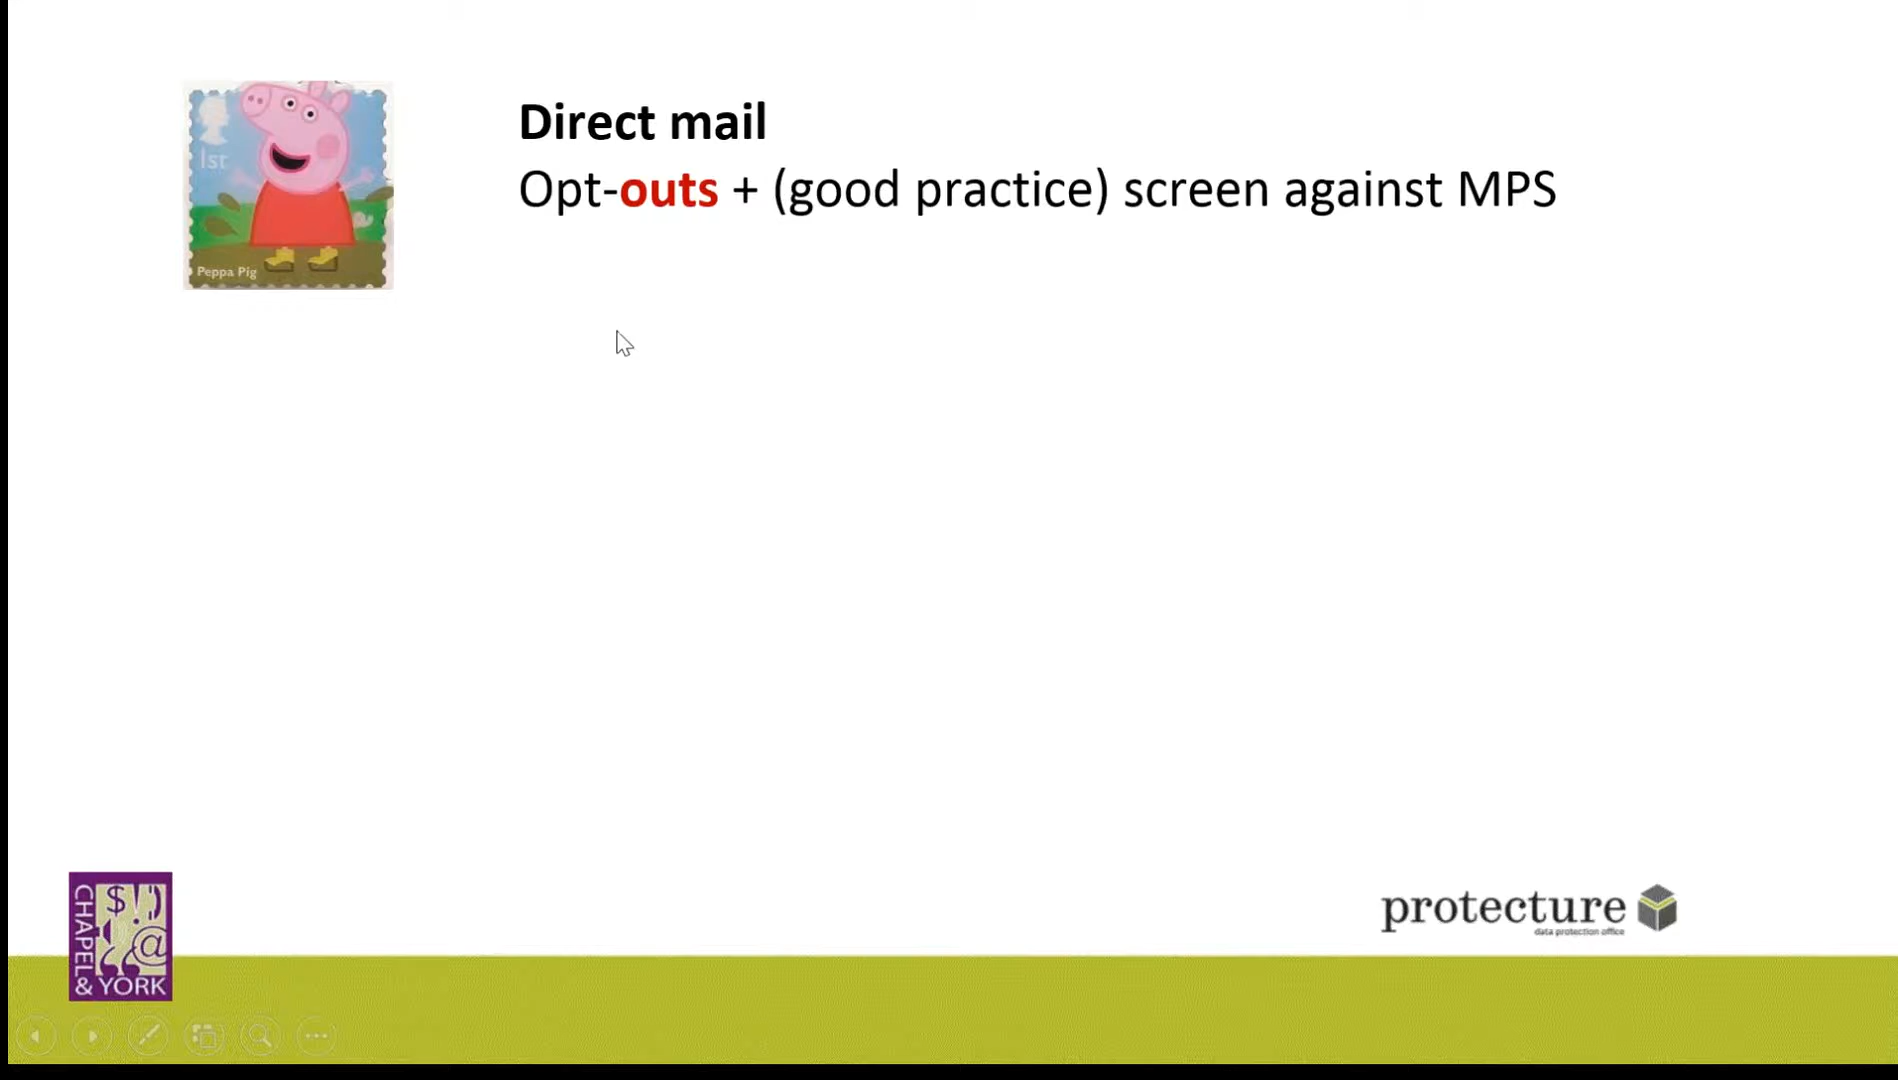 1st
Peppa Pig
Direct mail
Opt-outs + (good practice) screen against MPS
CHAPEL
& YORK
protecture
data protection office